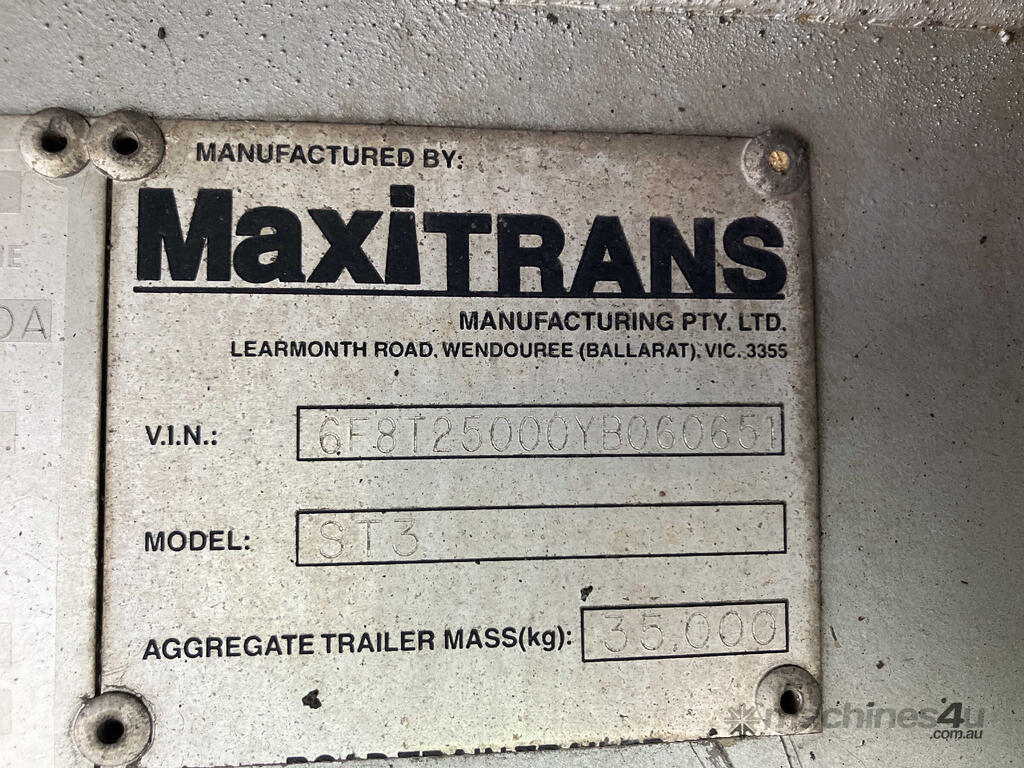 MANUFACTURED BY:
MaxiTRANS
MANUFACTURING PTY. LTD.
LEARMONTH ROAD, WENDOUREE (BALLARAT), VIC. 3355
V.I.N.: 6F8T25000YB060651
MODEL: ST3
AGGREGATE TRAILER MASS(kg): 35.000
DA
machines4u
.com.au